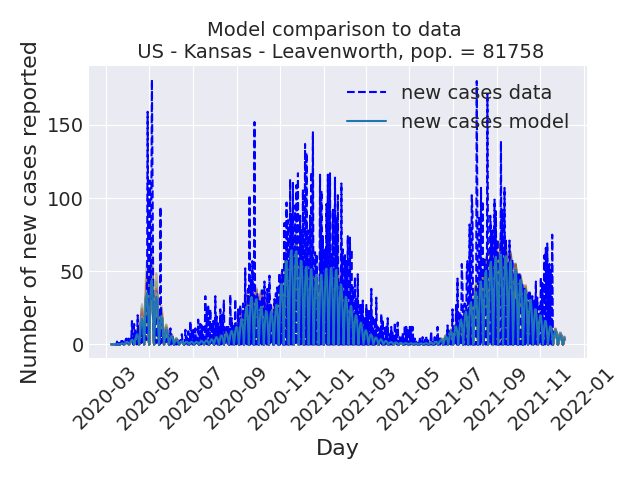 Model comparison to data
US - Kansas - Leavenworth, pop. = 81758
Number of new cases reported
new cases data
new cases model
150
100
50
0
2020-03
2020-05
2020-07
2020-09
2020-11
2021-01
2021-03
2021-05
2021-07
2021-09
2021-11
2022-01
Day